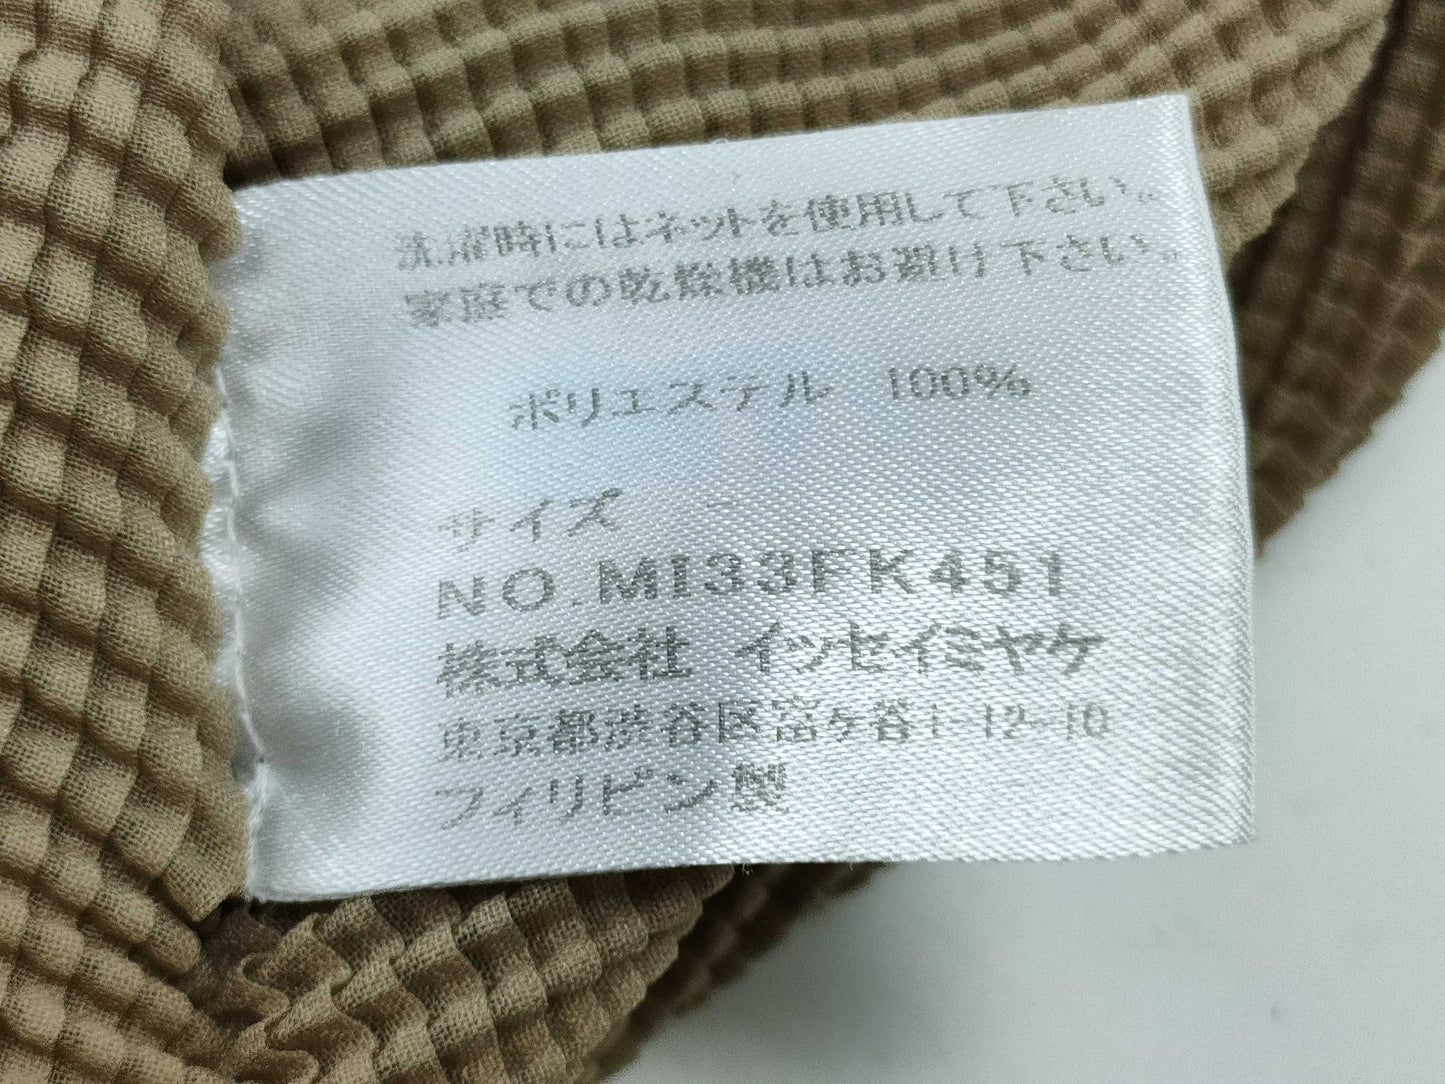 洗濯時にはネットを使用して下さい。
家庭での乾燥機はお避け下さい。
ポリエステル 100%
サイズ
NO.MI33FK451
株式会社 イッセイミヤケ
東京都渋谷区富ヶ谷1-12-10
フィリピン製